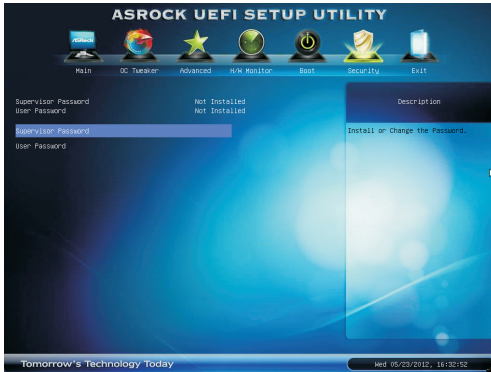 ASROCK UEFI SETUP UTILITY
ASRock
Main OC Tweaker Advanced H/W Monitor Boot Security Exit
Supervisor Password Not Installed
User Password Not Installed
Supervisor Password
User Password
Description
Install or Change the Password.
Tomorrow's Technology Today
Wed 05/23/2012, 16:32:52